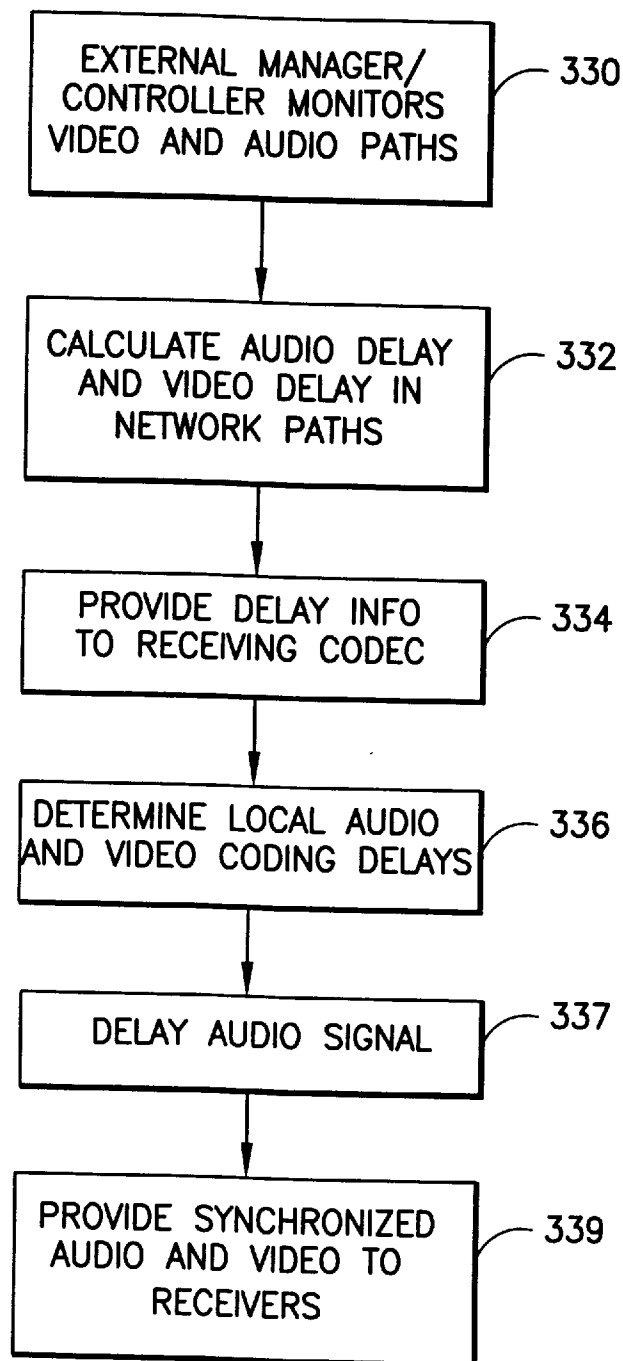 EXTERNAL MANAGER/
CONTROLLER MONITORS
VIDEO AND AUDIO PATHS
330
CALCULATE AUDIO DELAY
AND VIDEO DELAY IN
NETWORK PATHS
332
PROVIDE DELAY INFO
TO RECEIVING CODEC
334
DETERMINE LOCAL AUDIO
AND VIDEO CODING DELAYS
336
DELAY AUDIO SIGNAL
337
PROVIDE SYNCHRONIZED
AUDIO AND VIDEO TO
RECEIVERS
339